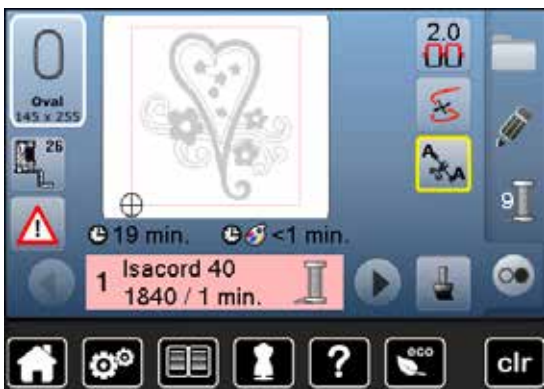 2.0
Oval
145 x 255
A
A
26
9
!
19 min.
<1 min.
1
Isacord 40
1840 / 1 min.
?
eco
clr